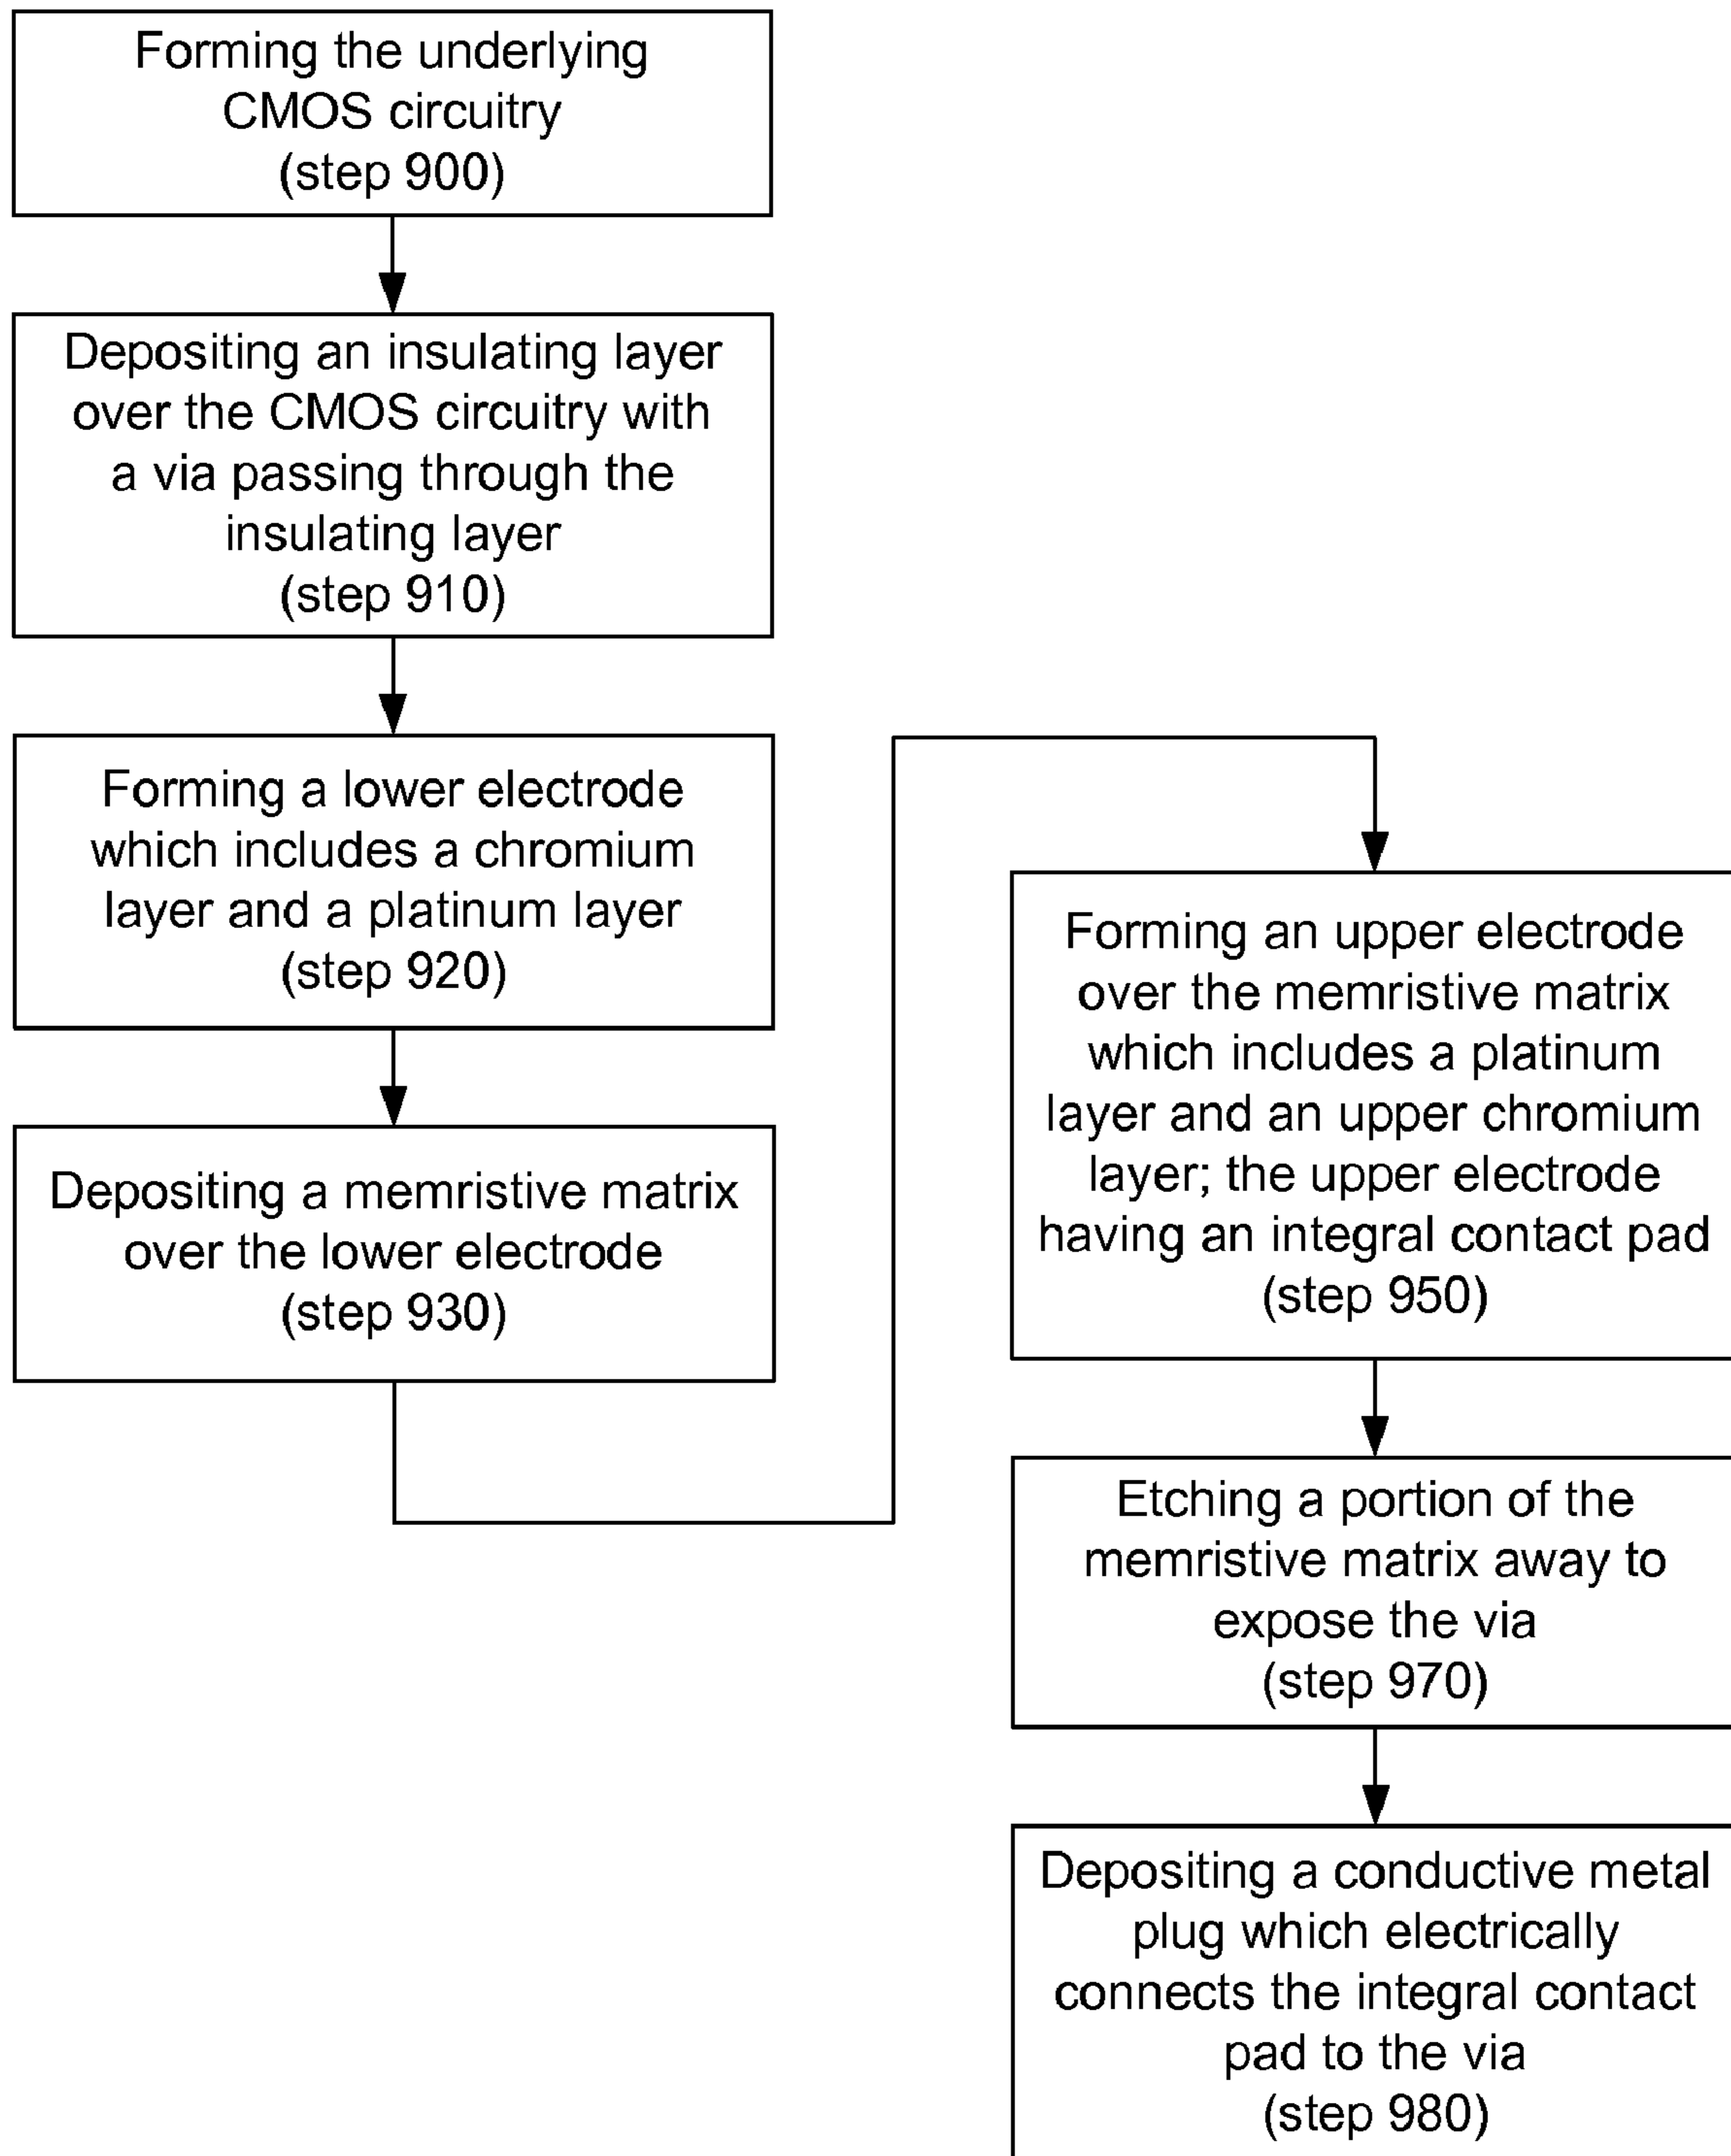 Forming the underlying
CMOS circuitry
(step 900)
Depositing an insulating layer
over the CMOS circuitry with
a via passing through the
insulating layer
(step 910)
Forming a lower electrode
which includes a chromium
layer and a platinum layer
(step 920)
Depositing a memristive matrix
over the lower electrode
(step 930)
Forming an upper electrode
over the memristive matrix
which includes a platinum
layer and an upper chromium
layer; the upper electrode
having an integral contact pad
(step 950)
Etching a portion of the
memristive matrix away to
expose the via
(step 970)
Depositing a conductive metal
plug which electrically
connects the integral contact
pad to the via
(step 980)